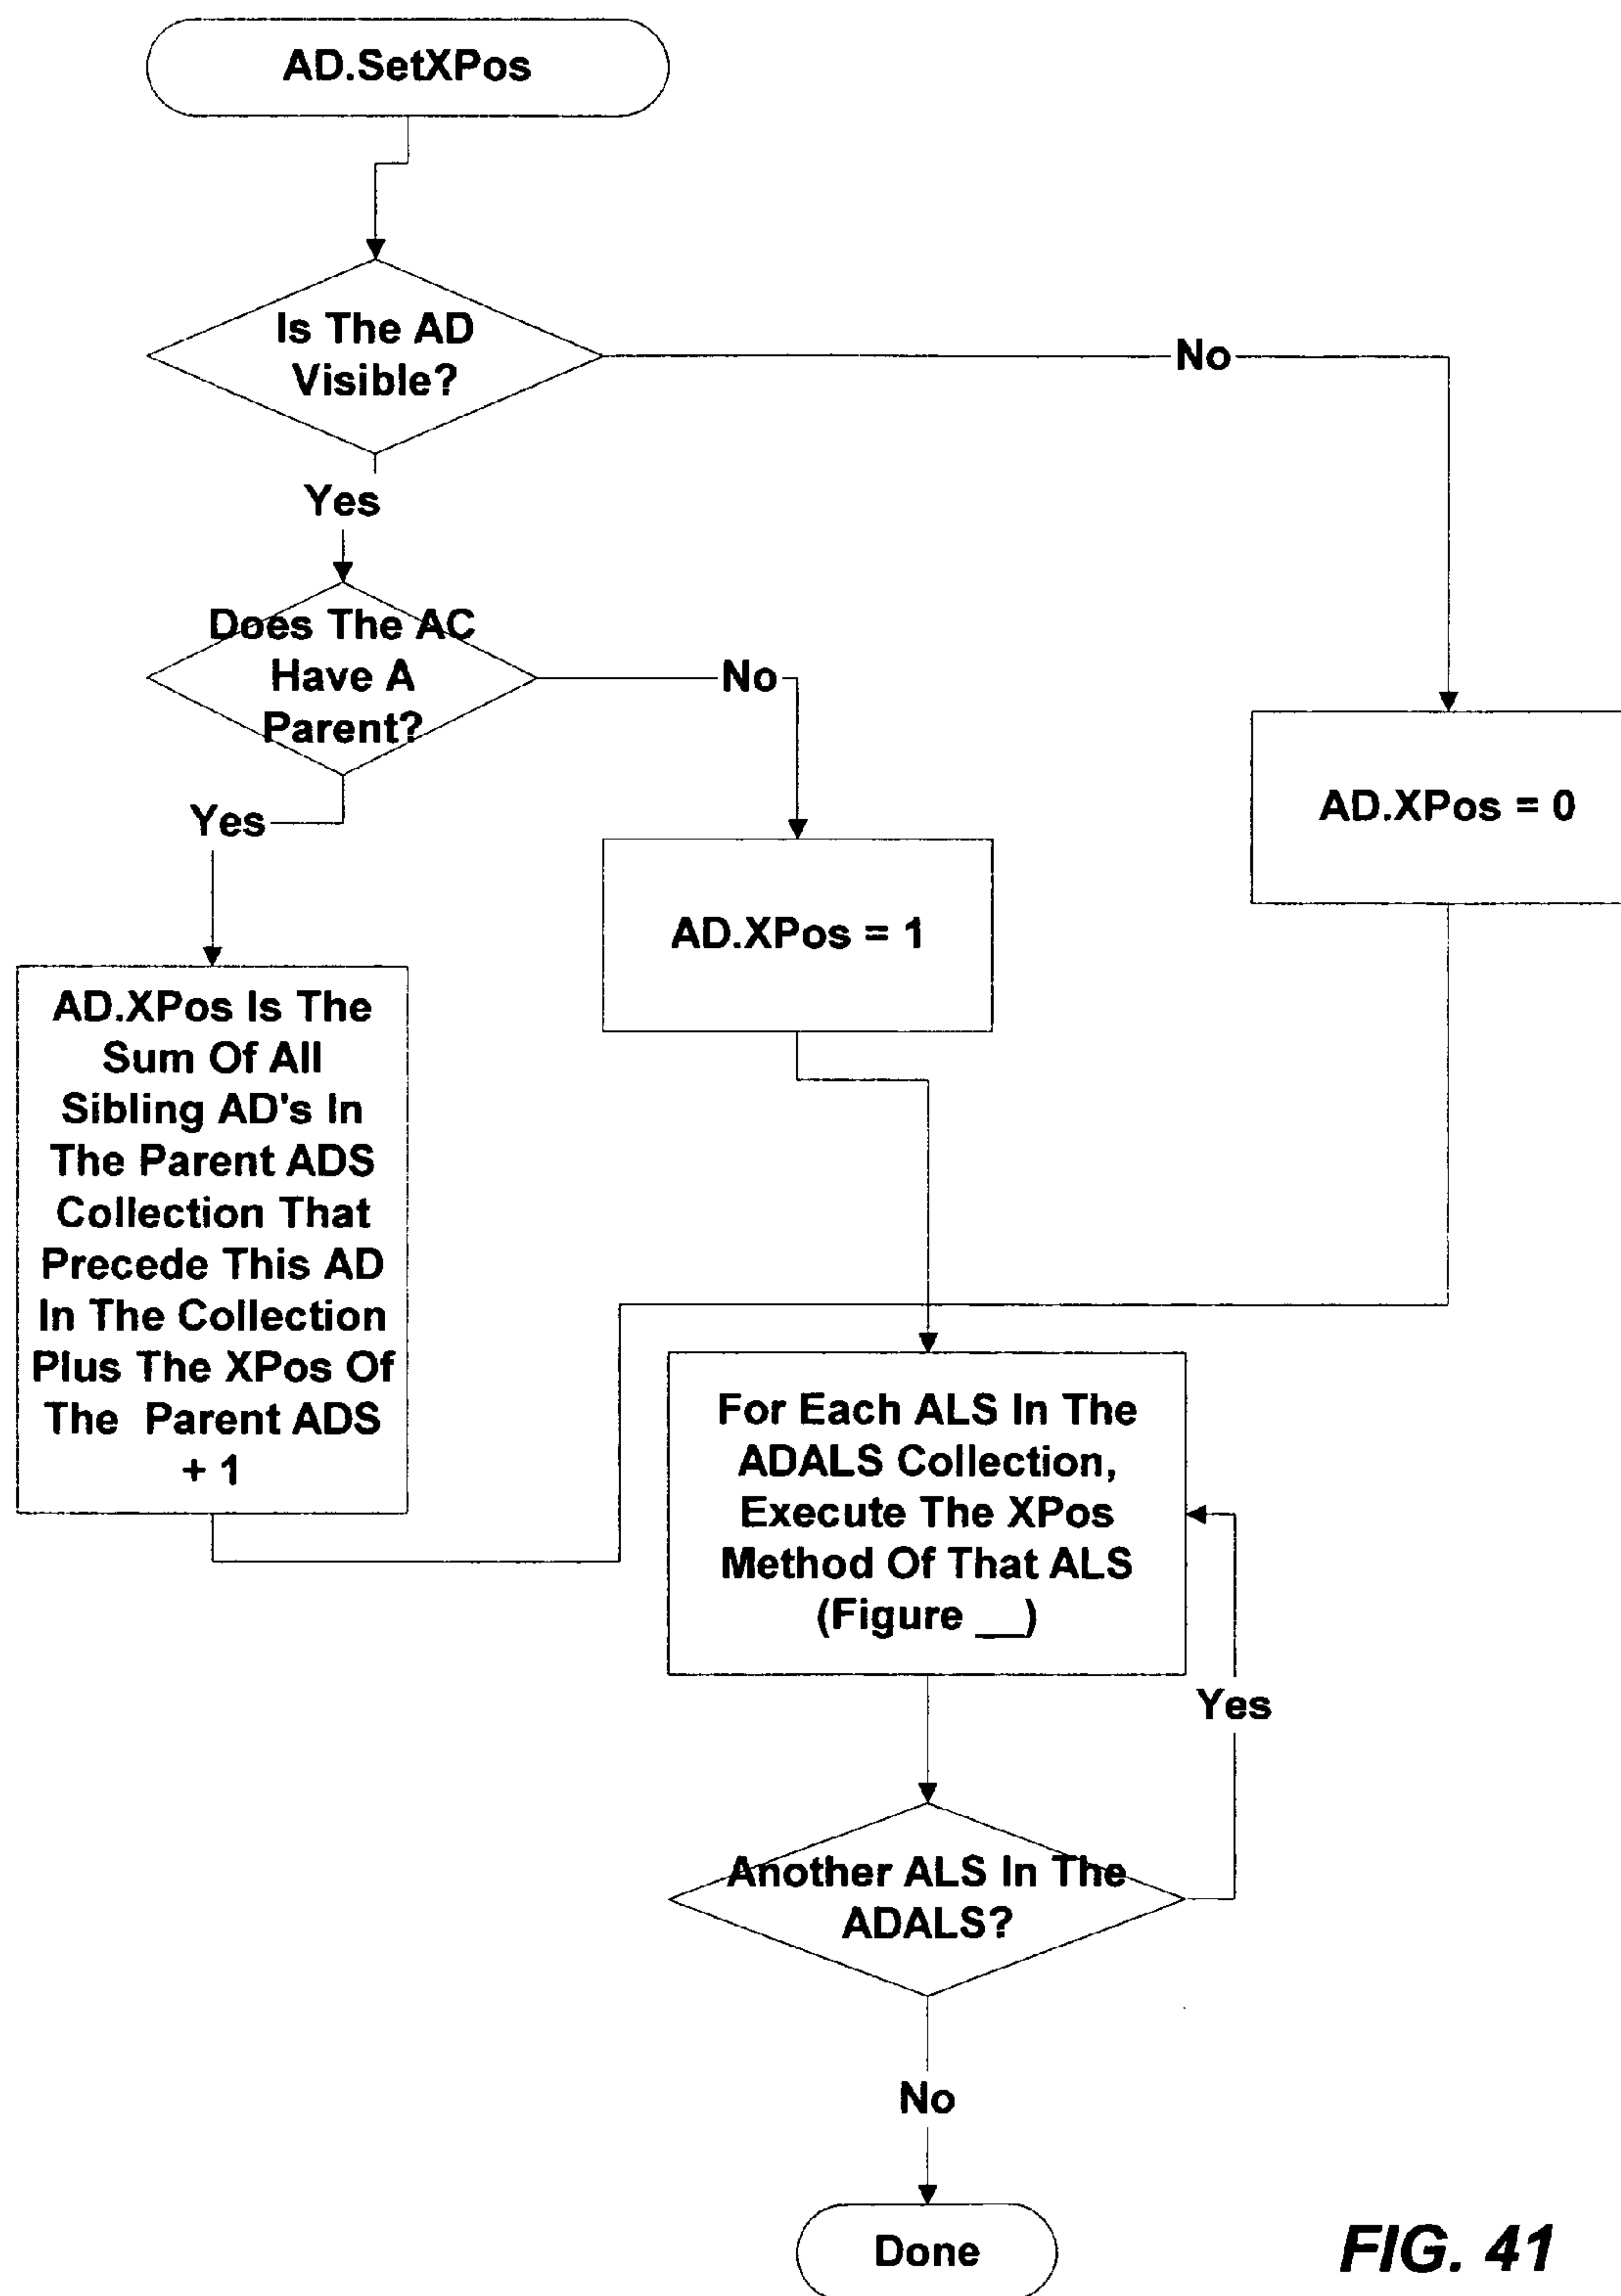 AD.SetXPos
Is The AD
Visible?
No
Yes
Does The AC
Have A
Parent?
No
Yes
AD.XPos = 0
AD.XPos = 1
AD.XPos Is The
Sum Of All
Sibling AD's In
The Parent ADS
Collection That
Precede This AD
In The Collection
Plus The XPos Of
The Parent ADS
+ 1
For Each ALS In The
ADALS Collection,
Execute The XPos
Method Of That ALS
(Figure __)
Yes
Another ALS In The
ADALS?
No
Done
FIG. 41